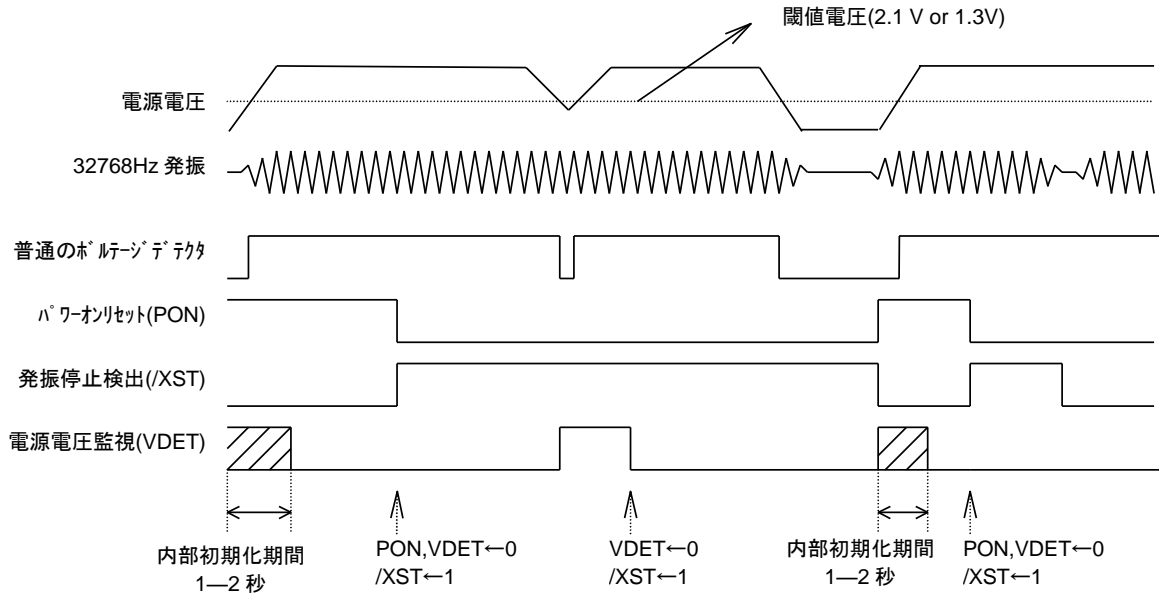 閾値電圧(2.1 V or 1.3V)
電源電圧
32768Hz 発振
普通のﾎﾞﾙﾃｰｼﾞﾃﾞﾃｸﾀ
ﾊﾟﾜｰｵﾝﾘｾｯﾄ(PON)
発振停止検出(/XST)
電源電圧監視(VDET)
内部初期化期間
1―2 秒
PON,VDET←0
/XST←1
VDET←0
/XST←1
内部初期化期間
1―2 秒
PON,VDET←0
/XST←1